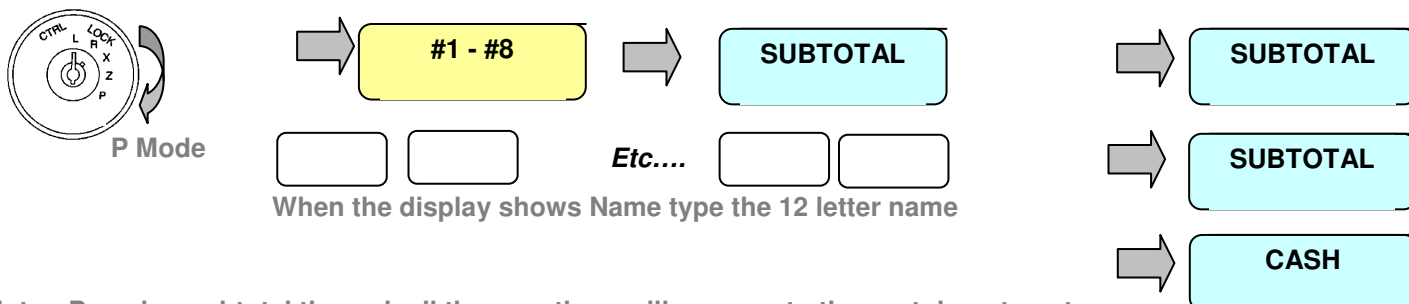 CTRL L LOCK R X Z P
P Mode
#1 - #8
SUBTOTAL
SUBTOTAL
Etc….
SUBTOTAL
When the display shows Name type the 12 letter name
CASH